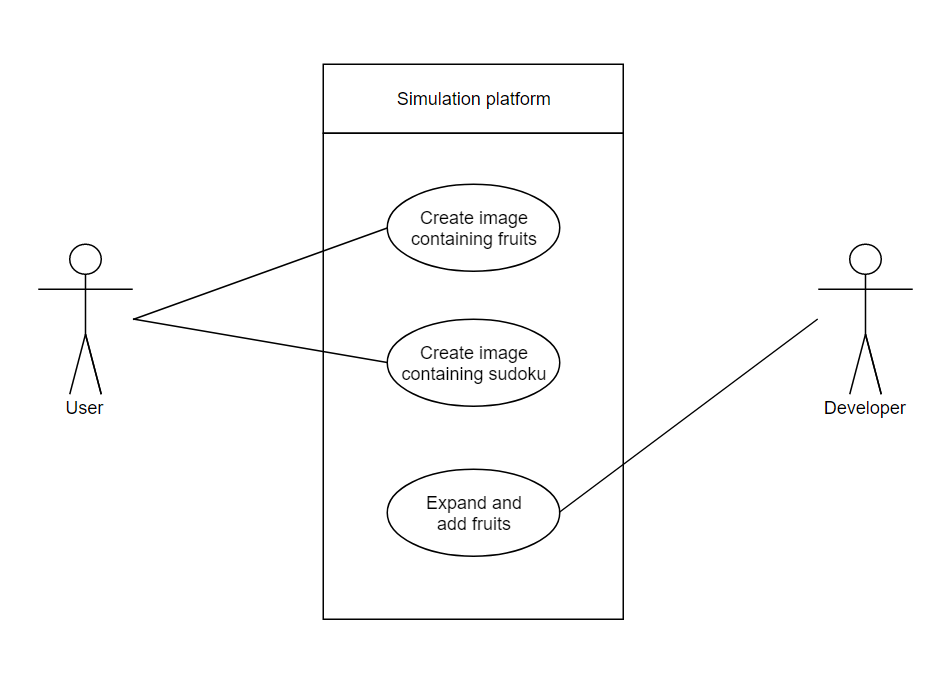 Simulation platform
Create image
containing fruits
Create image
containing sudoku
User
Developer
Expand and
add fruits